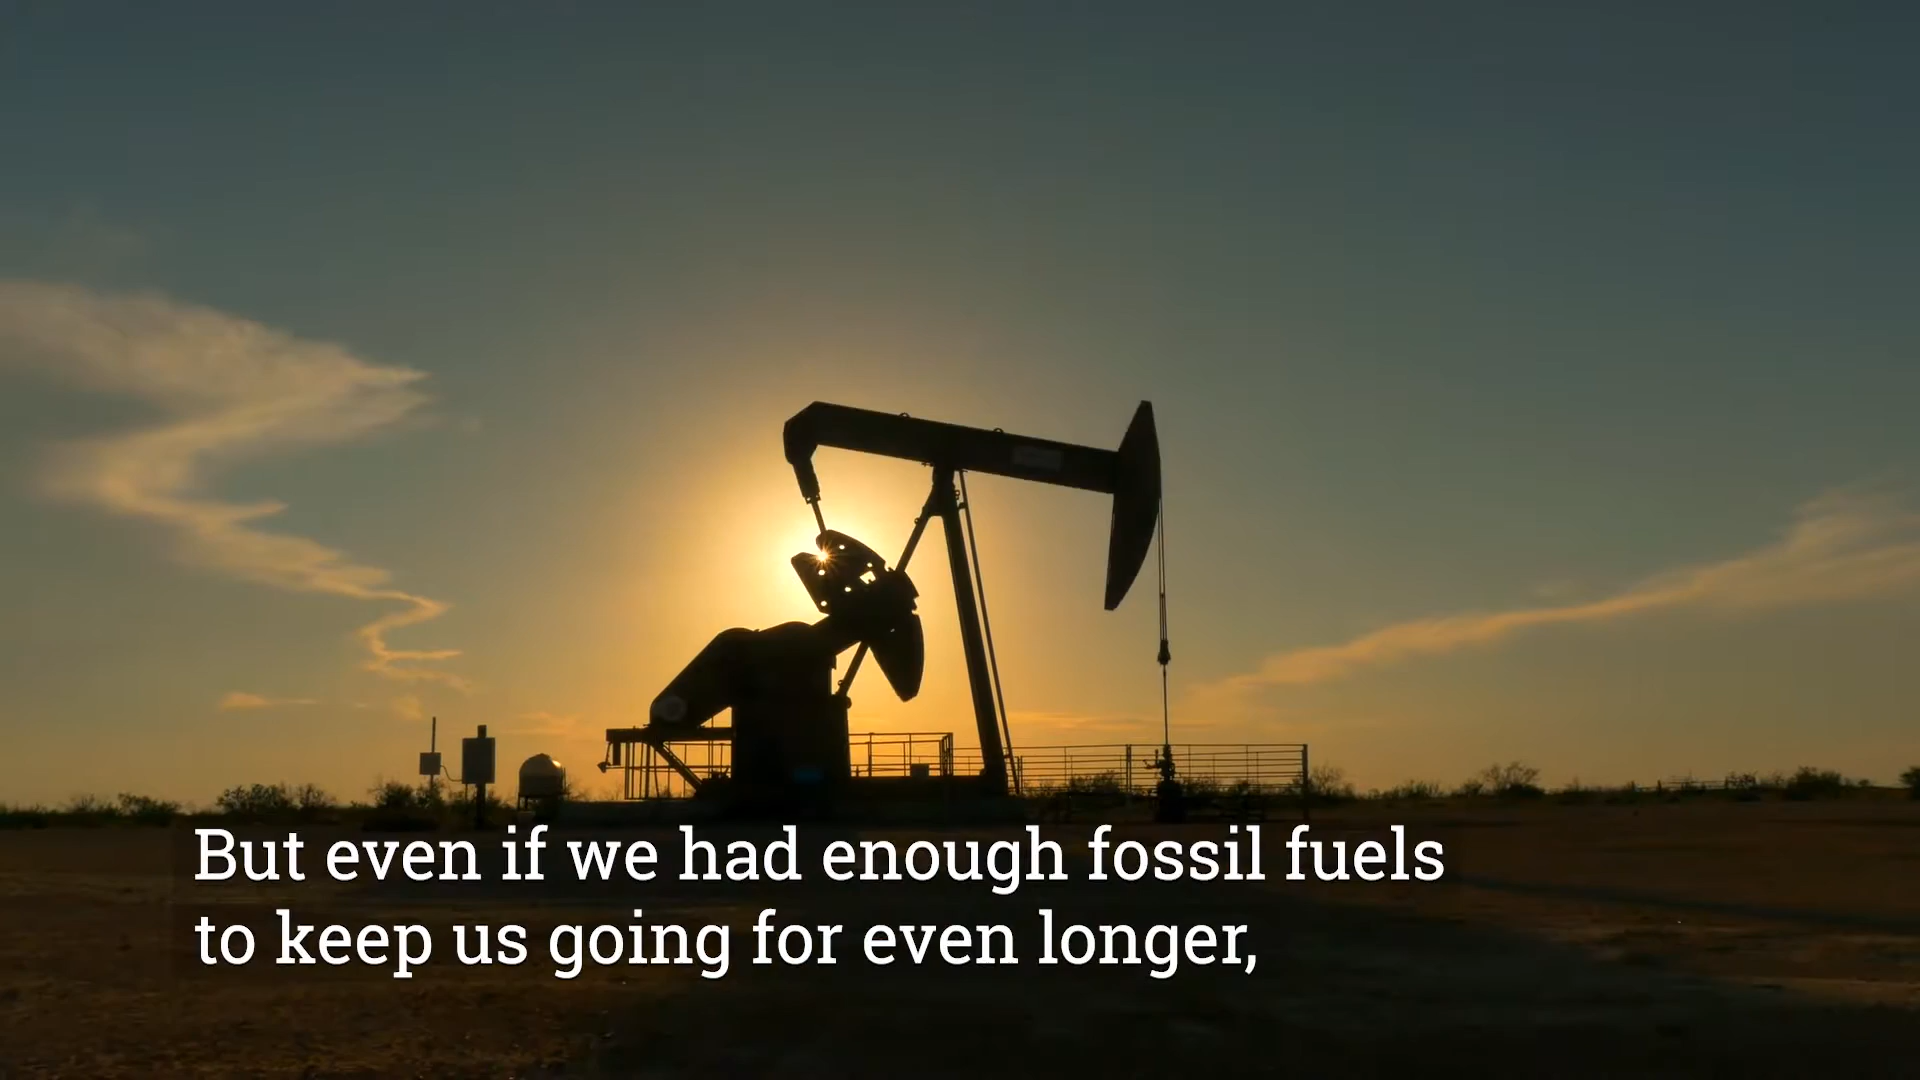 But even if we had enough fossil fuels
to keep us going for even longer,